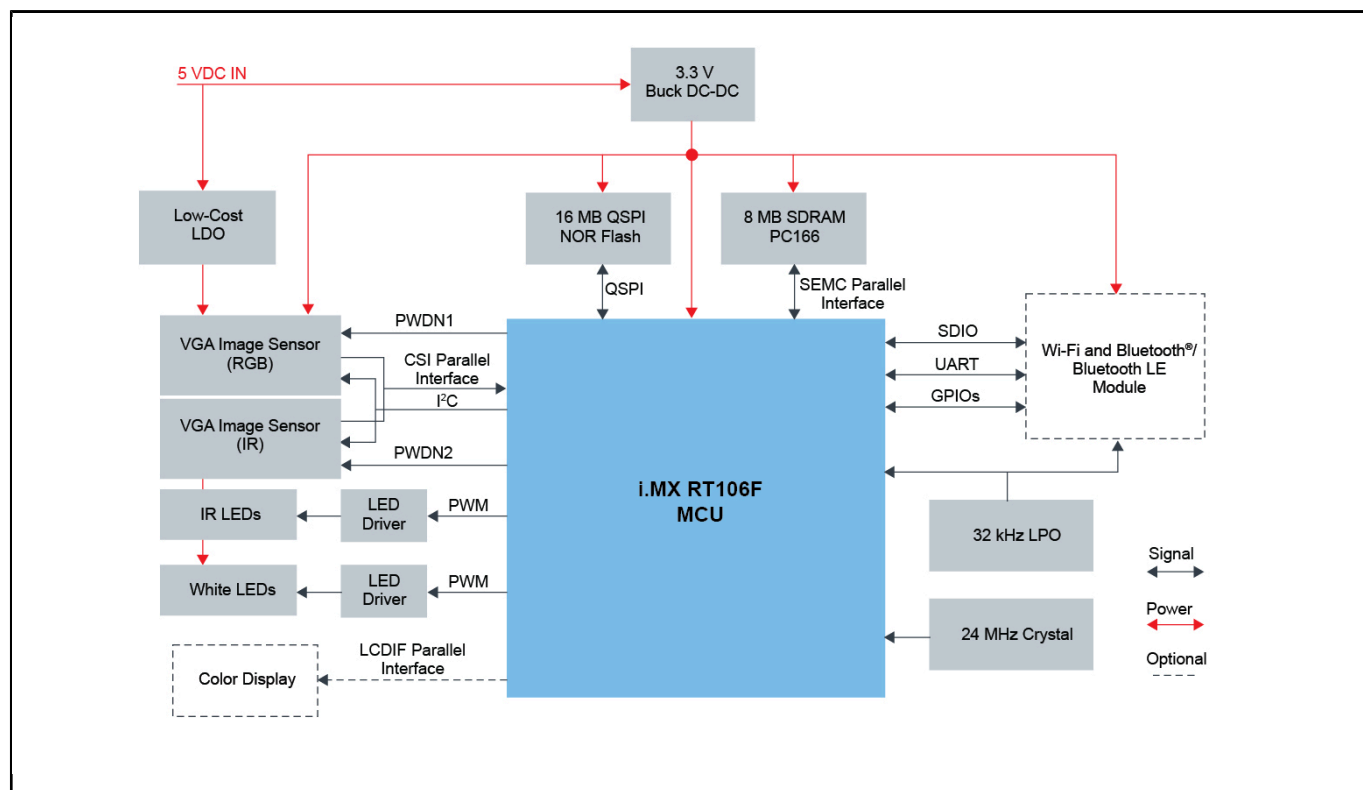 5 VDC IN
3.3 V
Buck DC-DC
Low-Cost
LDO
16 MB QSPI
NOR Flash
8 MB SDRAM
PC166
QSPI
SEMC Parallel
Interface
VGA Image Sensor
(RGB)
PWDN1
CSI Parallel
Interface
I²C
VGA Image Sensor
(IR)
PWDN2
SDIO
UART
GPIOs
Wi-Fi and Bluetooth®/
Bluetooth LE
Module
i.MX RT106F
MCU
IR LEDs
LED
Driver
PWM
White LEDs
LED
Driver
PWM
32 kHz LPO
24 MHz Crystal
LCDIF Parallel
Interface
Color Display
Signal
Power
Optional